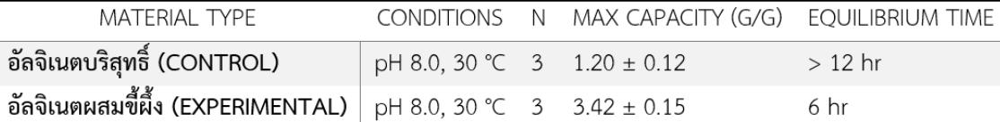 MATERIAL TYPE CONDITIONS N MAX CAPACITY (G/G) EQUILIBRIUM TIME
อัลจิเนตบริสุทธิ์ (CONTROL) pH 8.0, 30 °C 3 1.20 ± 0.12 > 12 hr
อัลจิเนตผสมขี้ผึ้ง (EXPERIMENTAL) pH 8.0, 30 °C 3 3.42 ± 0.15 6 hr